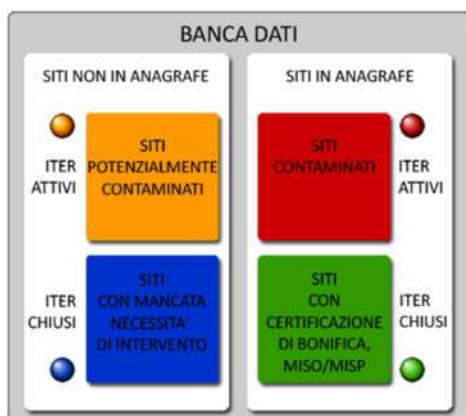 BANCA DATI
SITI NON IN ANAGRAFE
ITER
ATTIVI
SITI
POTENZIALMENTE
CONTAMINATI
ITER
CHIUSI
SITI
CON MANCATA
NECESSITA'
DI INTERVENTO
SITI IN ANAGRAFE
SITI
CONTAMINATI
ITER
ATTIVI
SITI
CON
CERTIFICAZIONE
DI BONIFICA,
MISO/MISP
ITER
CHIUSI